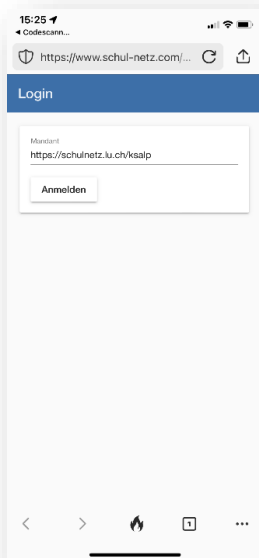 15:25
◀ Codescann...
https://www.schul-netz.com/...
Login
Mandant
https://schulnetz.lu.ch/ksalp
Anmelden
1